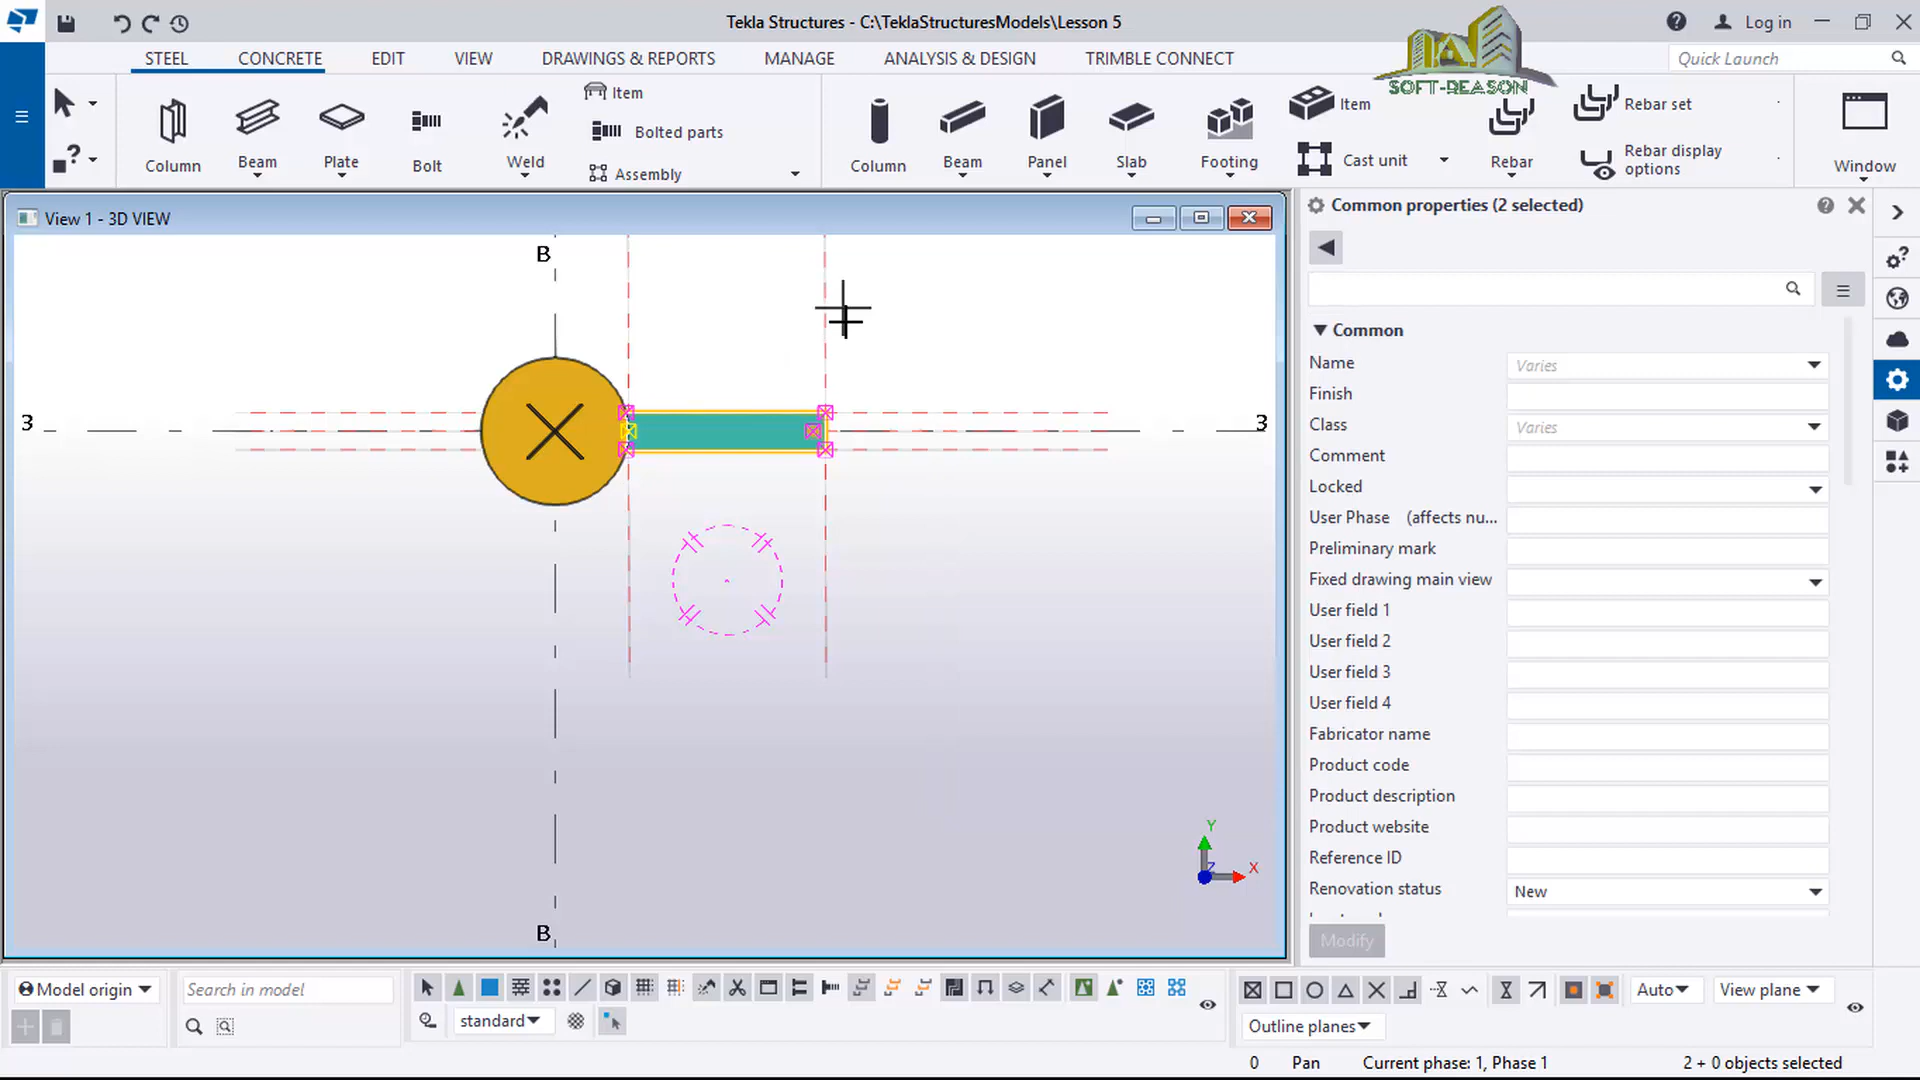 Tekla Structures - C:\TeklaStructuresModels\Lesson 5
Log in
STEEL
CONCRETE
EDIT
VIEW
DRAWINGS & REPORTS
MANAGE
ANALYSIS & DESIGN
TRIMBLE CONNECT
Quick Launch
SOFT-REASON
Column
Beam
Plate
Bolt
Weld
Item
Bolted parts
Assembly
Column
Beam
Panel
Slab
Footing
Item
Cast unit
Rebar
Rebar set
Rebar display
options
Window
View 1 - 3D VIEW
B
3
3
B
Y
Z
X
Common properties (2 selected)
Common
Name
Varies
Finish
Class
Varies
Comment
Locked
User Phase (affects nu...
Preliminary mark
Fixed drawing main view
User field 1
User field 2
User field 3
User field 4
Fabricator name
Product code
Product description
Product website
Reference ID
Renovation status
New
Modify
Model origin
Search in model
standard
Auto
View plane
Outline planes
0
Pan
Current phase: 1, Phase 1
2 + 0 objects selected